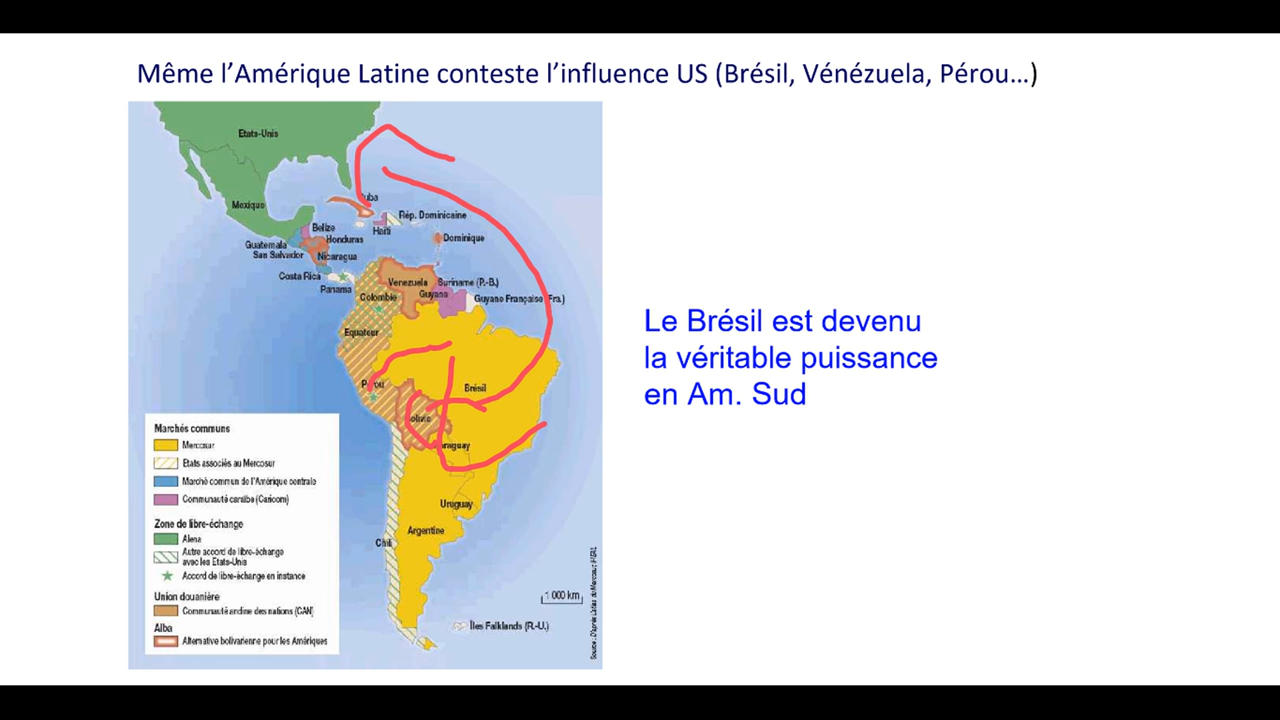 Même l’Amérique Latine conteste l’influence US (Brésil, Vénézuela, Pérou…)
Etats-Unis
Mexique
Cuba
Rép. Dominicaine
Belize
Haïti
Honduras
Dominique
Guatemala
San Salvador
Nicaragua
Costa Rica
Panama
Venezuela
Suriname (P.-B.)
Colombie
Guyana
Guyane Française (Fra.)
Equateur
Pérou
Brésil
Bolivie
Paraguay
Uruguay
Argentine
Chili
1 000 km
Îles Falklands (R.-U.)
Marchés communs
Mercosur
Etats associés au Mercosur
Marché commun de l'Amérique centrale
Communauté caraïbe (Caricom)
Zone de libre-échange
Alena
Autre accord de libre-échange
avec les Etats-Unis
Accord de libre-échange en instance
Union douanière
Communauté andine des nations (CAN)
Alba
Alternative bolivarienne pour les Amériques
Le Brésil est devenu
la véritable puissance
en Am. Sud